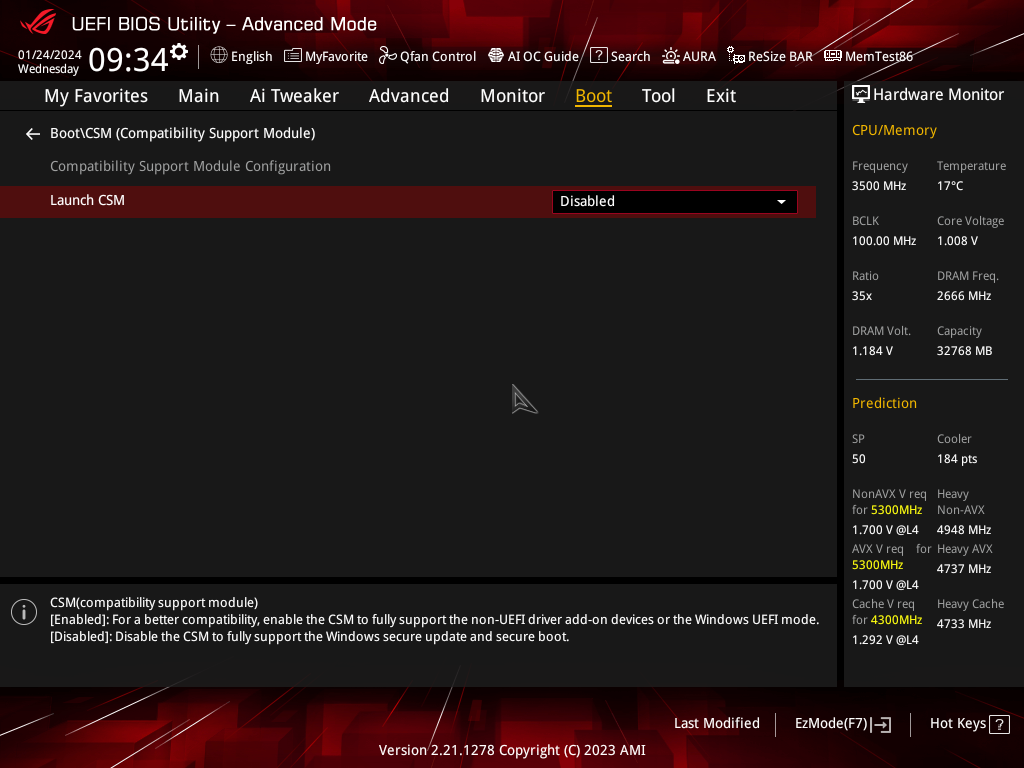 UEFI BIOS Utility – Advanced Mode
01/24/2024
Wednesday
09:34
English
MyFavorite
Qfan Control
AI OC Guide
Search
AURA
ReSize BAR
MemTest86
My Favorites
Main
Ai Tweaker
Advanced
Monitor
Boot
Tool
Exit
Boot\CSM (Compatibility Support Module)
Compatibility Support Module Configuration
Launch CSM
Disabled
CSM(compatibility support module)
[Enabled]: For a better compatibility, enable the CSM to fully support the non-UEFI driver add-on devices or the Windows UEFI mode.
[Disabled]: Disable the CSM to fully support the Windows secure update and secure boot.
Hardware Monitor
CPU/Memory
Frequency Temperature
3500 MHz 17°C
BCLK Core Voltage
100.00 MHz 1.008 V
Ratio DRAM Freq.
35x 2666 MHz
DRAM Volt. Capacity
1.184 V 32768 MB
Prediction
SP Cooler
50 184 pts
NonAVX V req Heavy
for 5300MHz Non-AVX
1.700 V @L4 4948 MHz
AVX V req for Heavy AVX
5300MHz 4737 MHz
1.700 V @L4
Cache V req Heavy Cache
for 4300MHz 4733 MHz
1.292 V @L4
Last Modified
EzMode(F7)
Hot Keys ?
Version 2.21.1278 Copyright (C) 2023 AMI